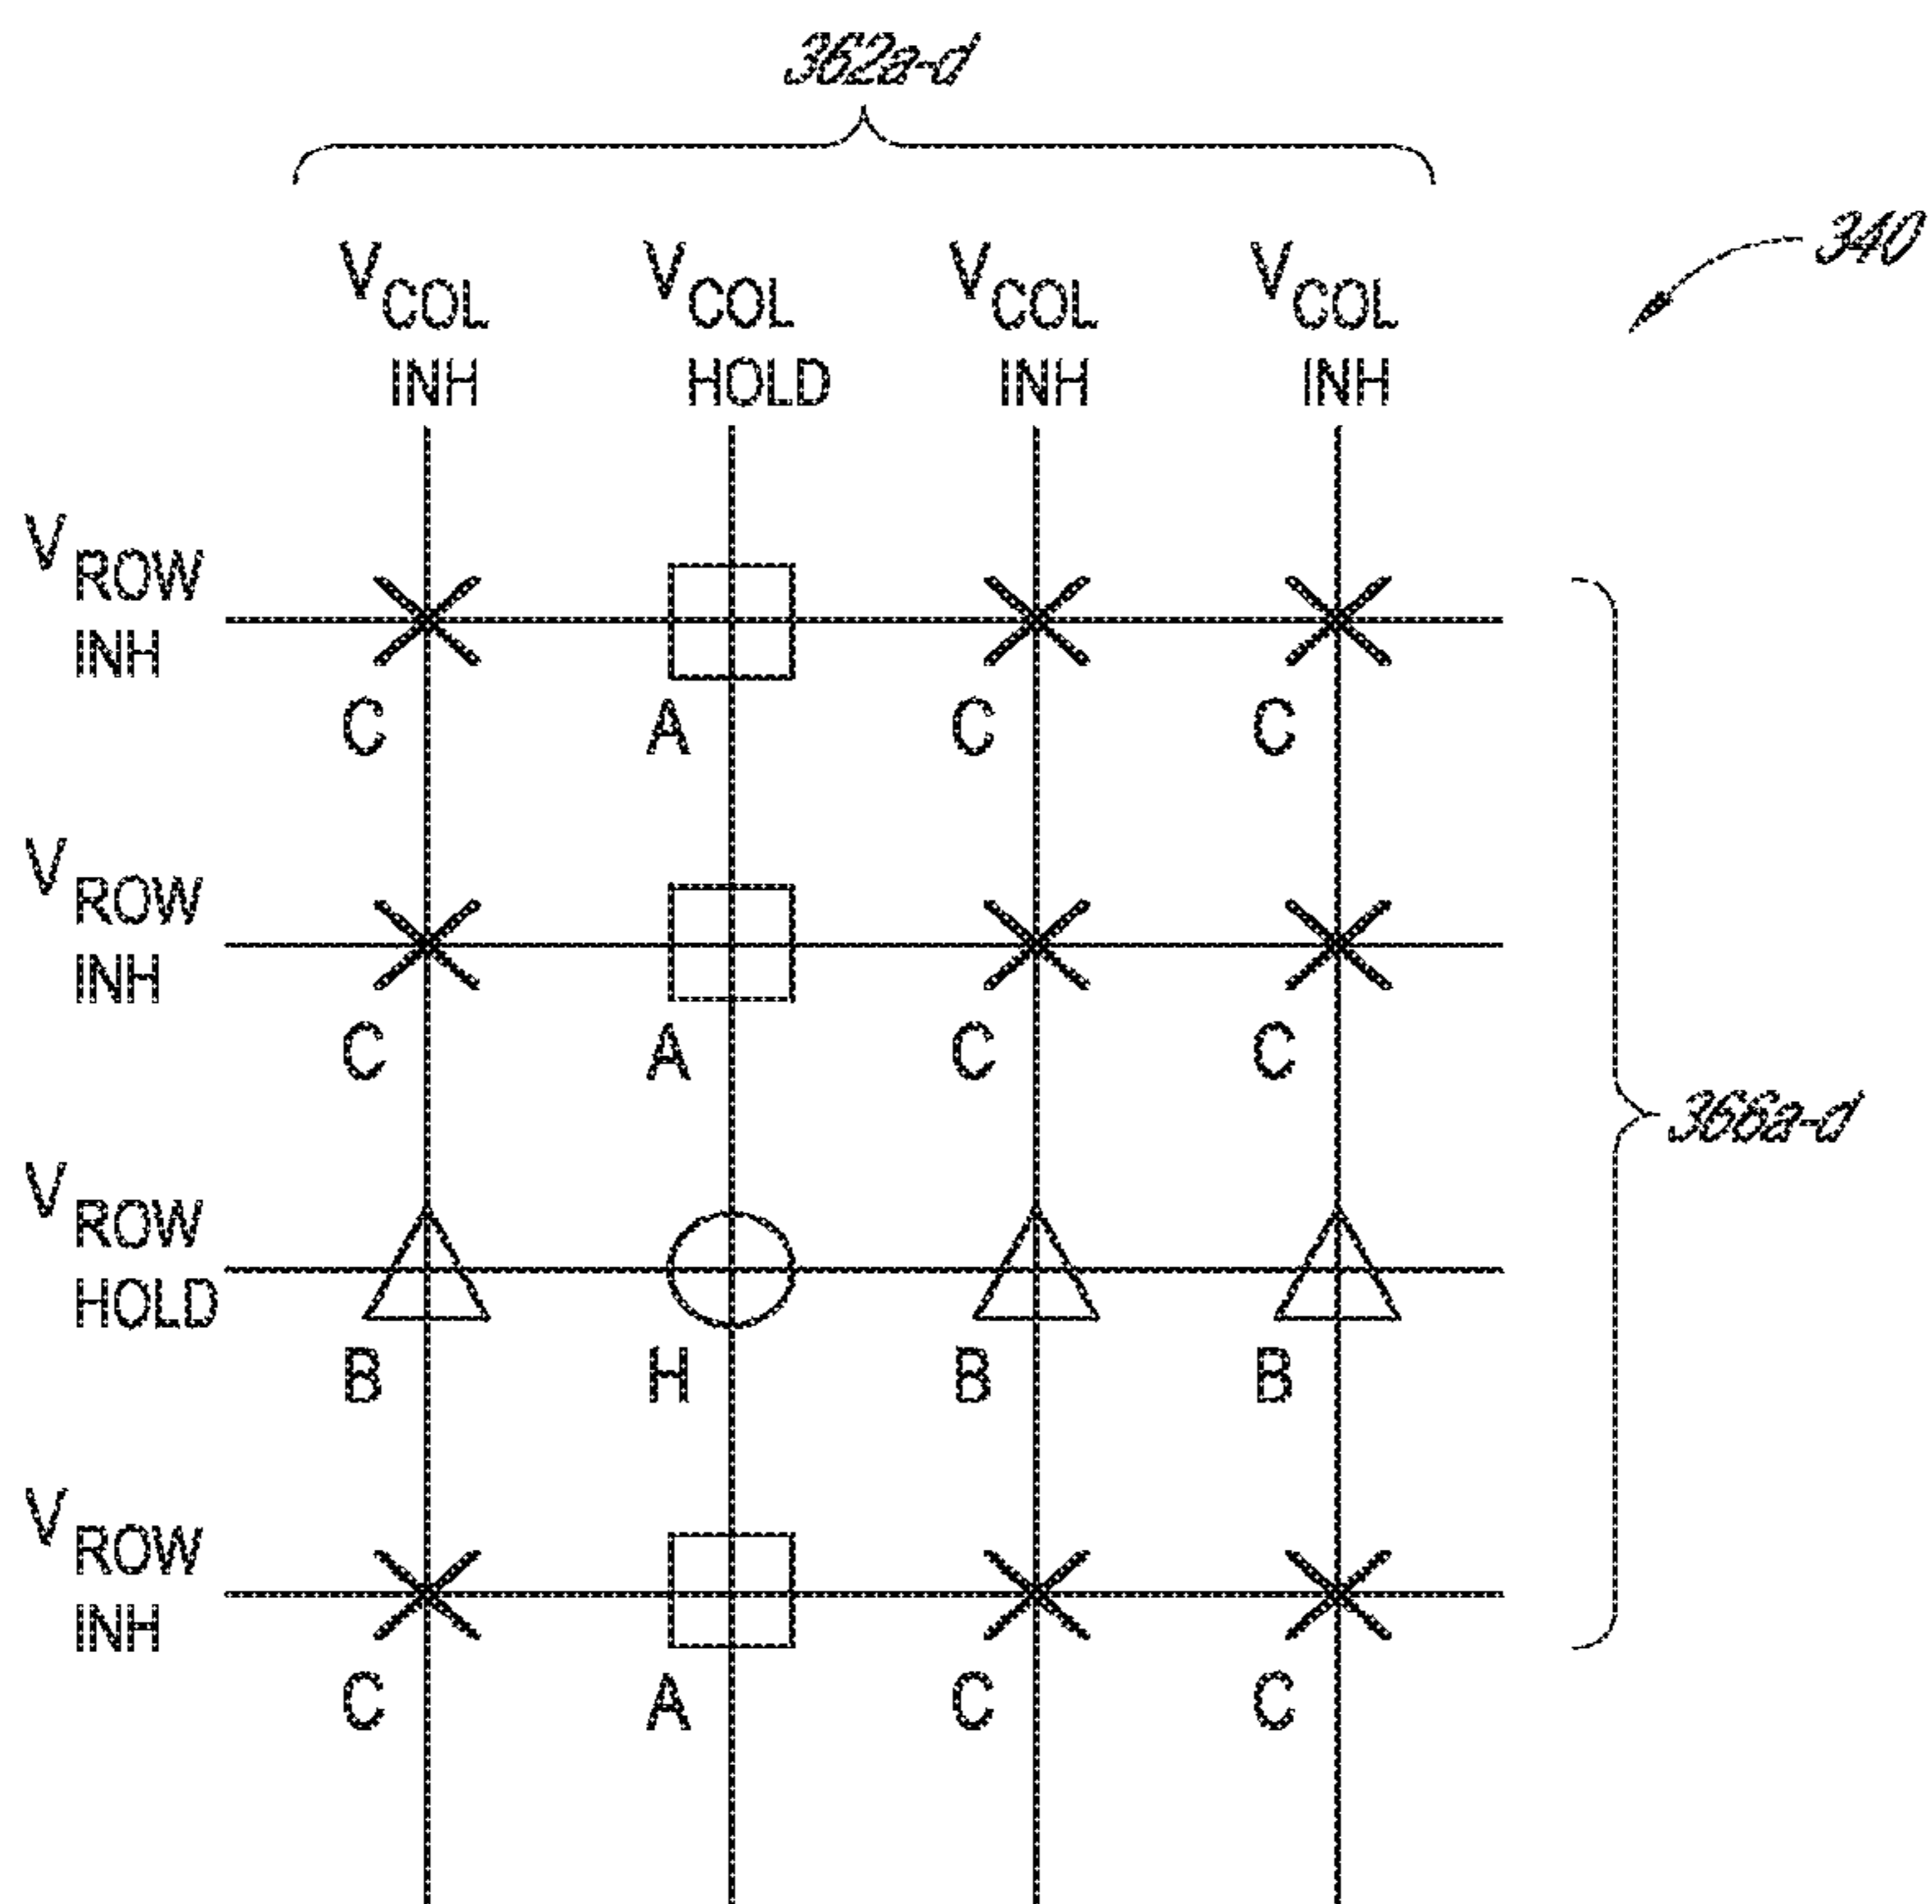 362a-d
340
V COL INH V COL HOLD V COL INH V COL INH
V ROW INH
C A C C
V ROW INH
C A C C
366a-d
V ROW HOLD
B H B B
V ROW INH
C A C C